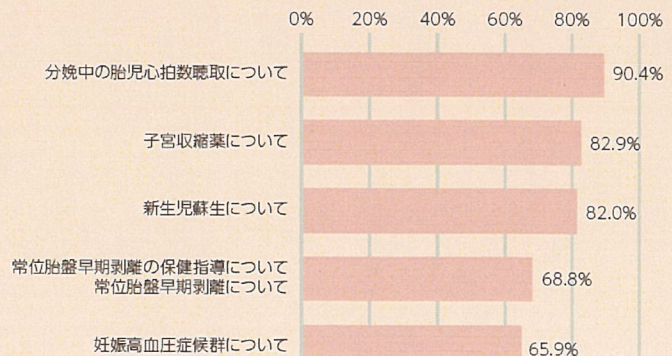 0% 20% 40% 60% 80% 100%
分娩中の胎児心拍数聴取について 90.4%
子宮収縮薬について 82.9%
新生児蘇生について 82.0%
常位胎盤早期剥離の保健指導について
常位胎盤早期剥離について 68.8%
妊娠高血圧症候群について 65.9%